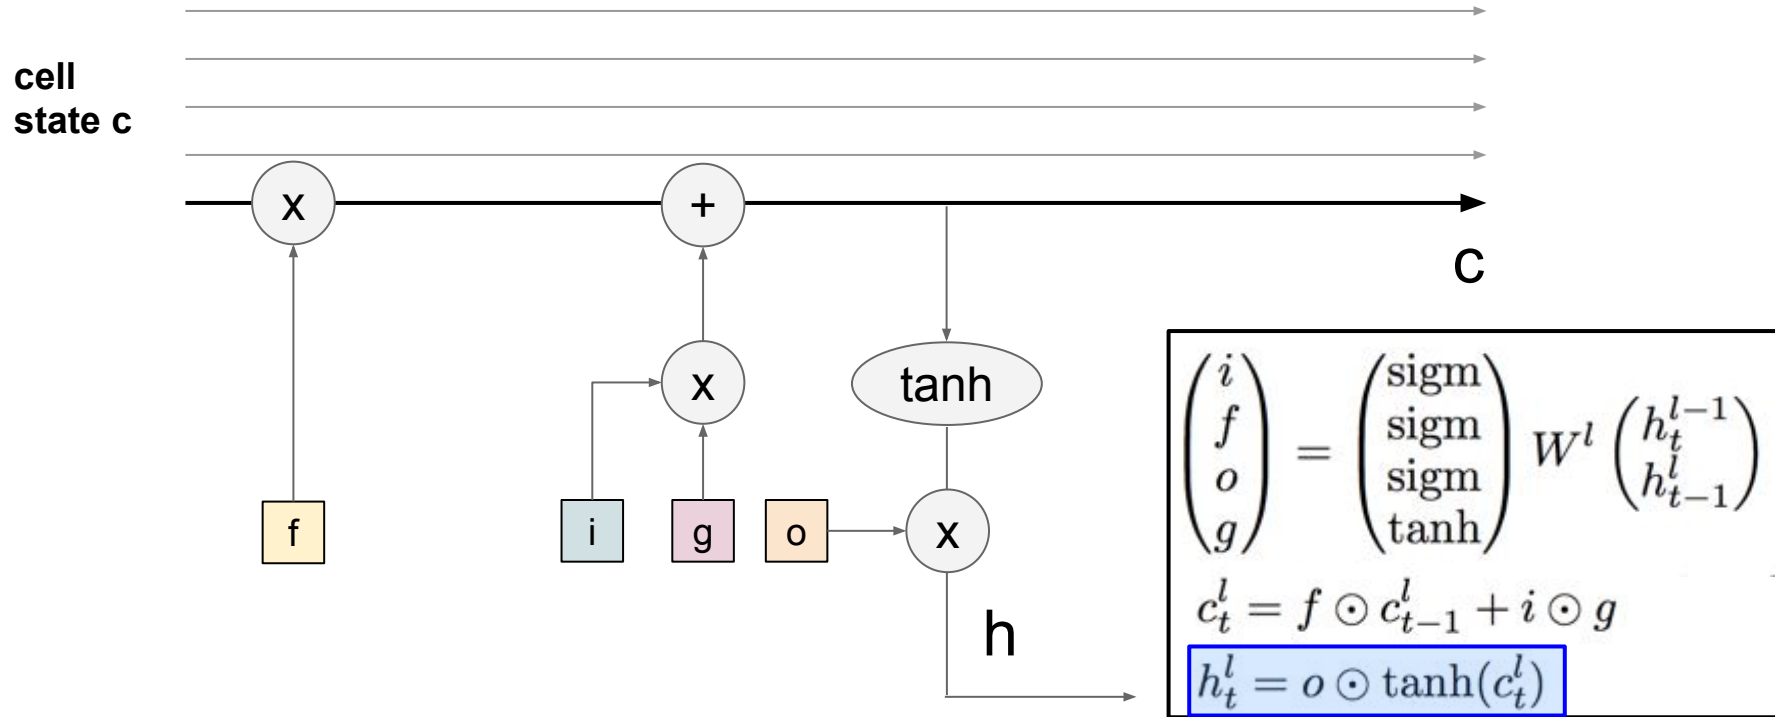 cell
state c
x
+
c
x
tanh
f
i
g
o
x
h
(i f o g) = (sigm sigm sigm tanh) W^l (h_t^{l-1} h_{t-1}^l)
c_t^l = f ⊙ c_{t-1}^l + i ⊙ g
h_t^l = o ⊙ tanh(c_t^l)